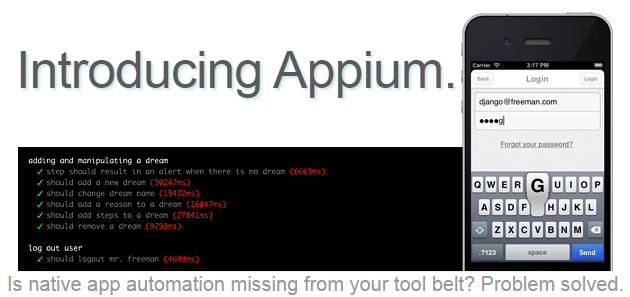 Introducing Appium.
Carrier 3:17 PM
Back Login Login
django@freeman.com
●●●●g
Forgot your password?
Q W E R G U I O P
A S D F H J K L
Z X C V B N M
.?123 space Send
adding and manipulating a dream
✓ step should result in an alert when there is no dream (6663ms)
✓ should add a new dream (30247ms)
✓ should change dream name (15472ms)
✓ should add a reason to a dream (16847ms)
✓ should add steps to a dream (27841ms)
✓ should remove a dream (9793ms)
log out user
✓ should logout mr. freeman (4693ms)
Is native app automation missing from your tool belt? Problem solved.